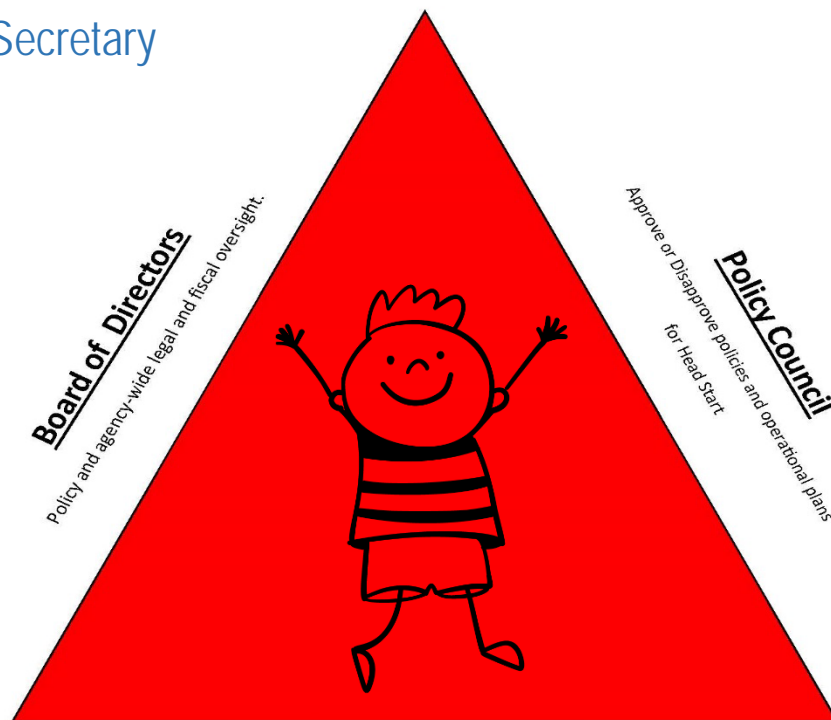 Secretary
Board of Directors
Policy and agency-wide legal and fiscal oversight.
Policy Council
Approve or Disapprove policies and operational plans
for Head Start